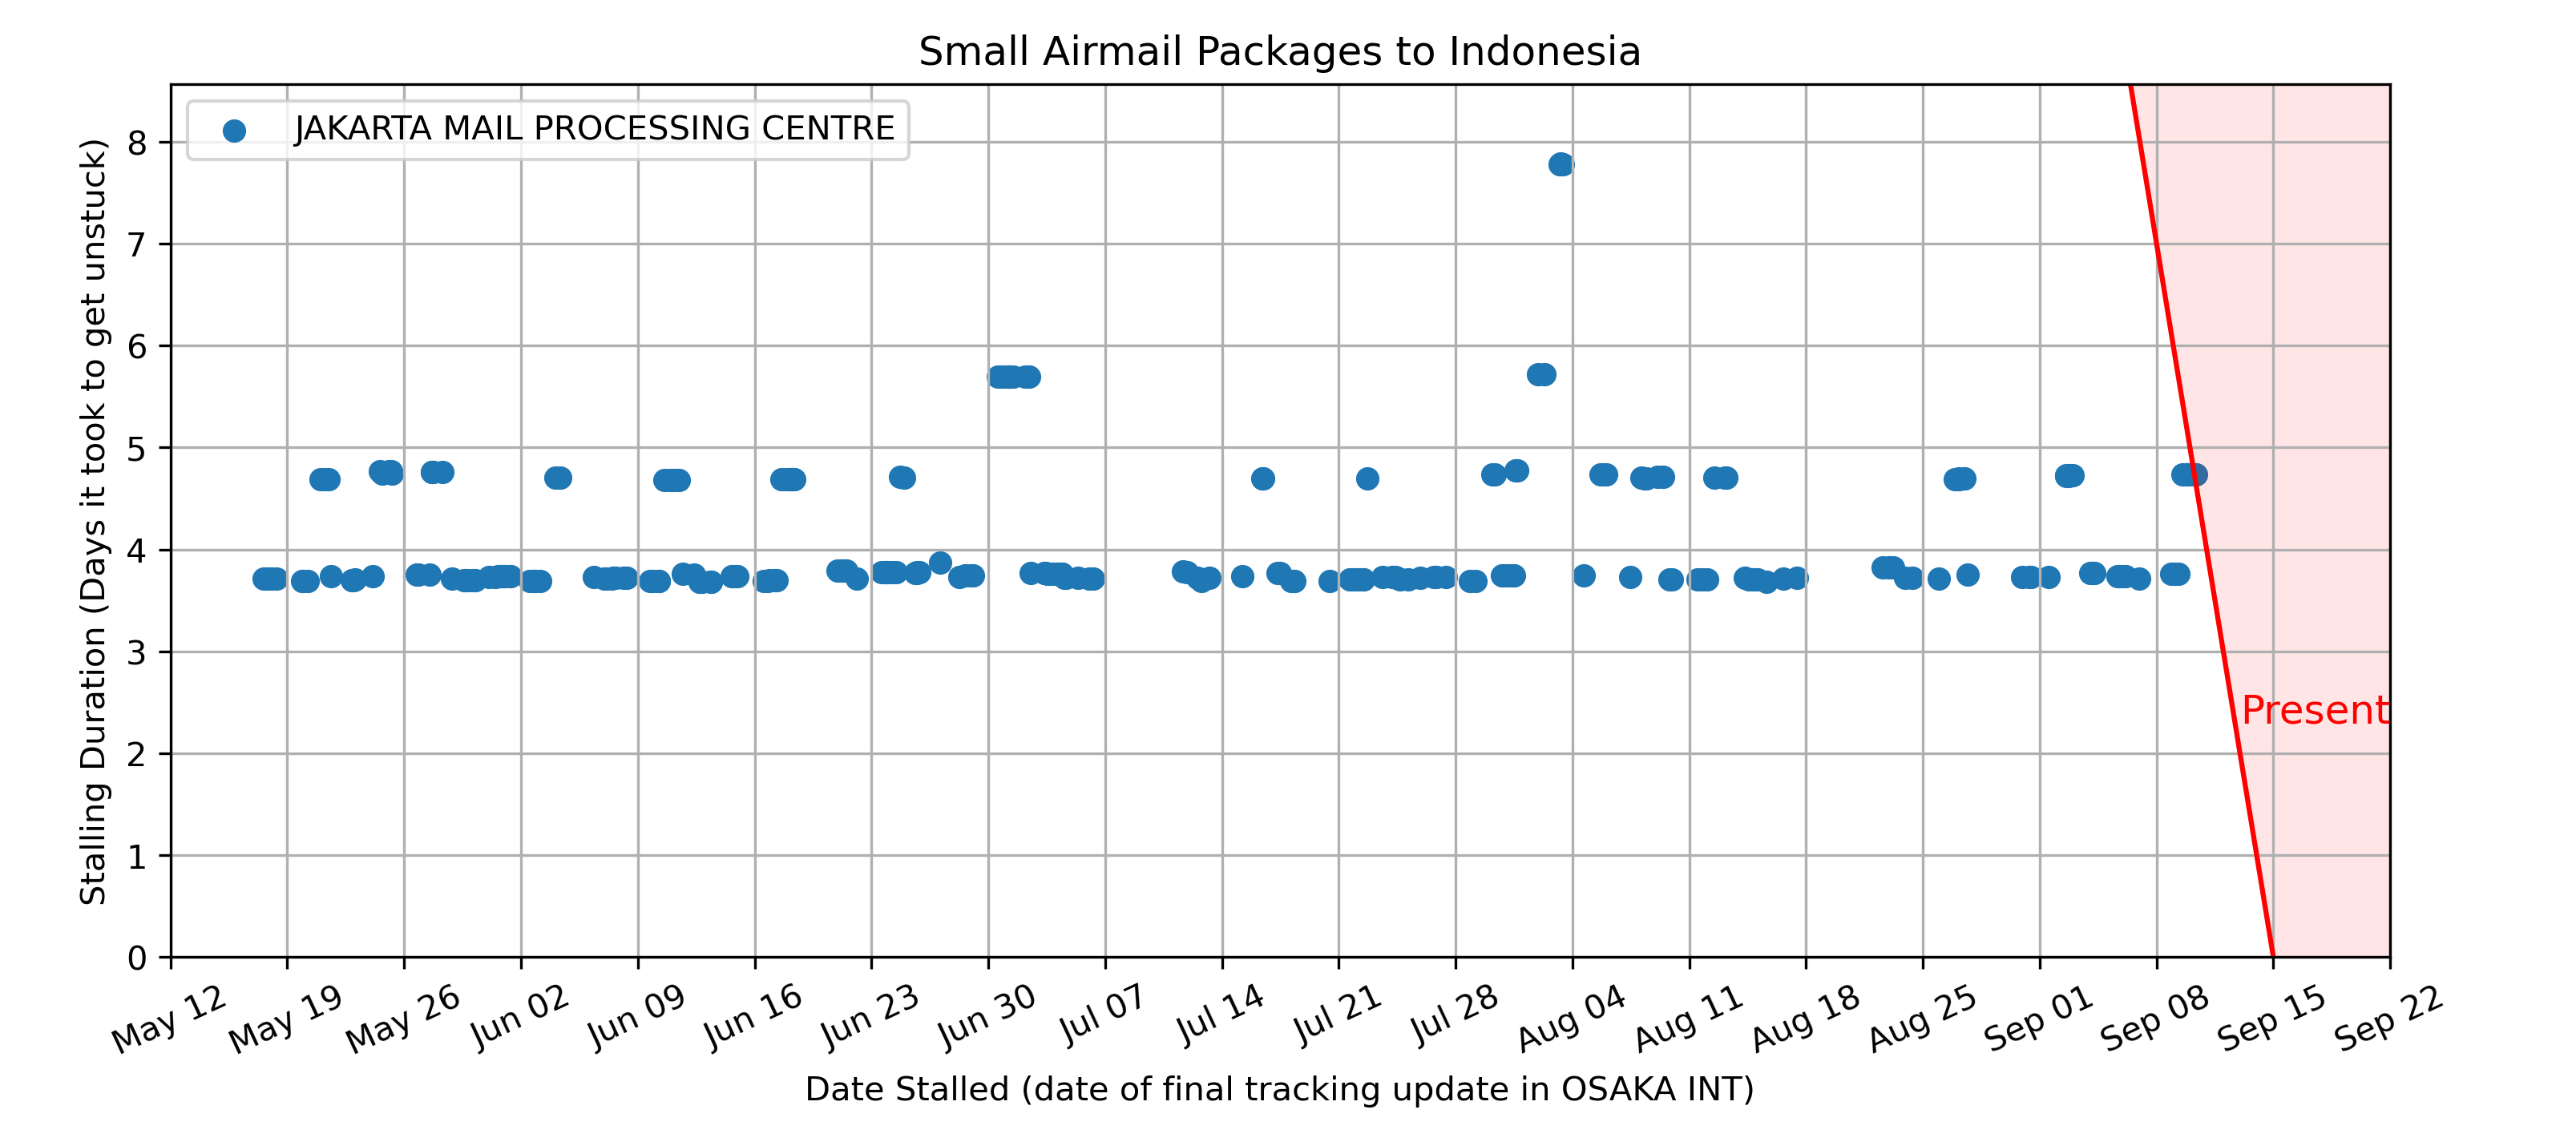 Small Airmail Packages to Indonesia
JAKARTA MAIL PROCESSING CENTRE
Stalling Duration (Days it took to get unstuck)
8
7
6
5
4
3
2
1
0
Present
May 12
May 19
May 26
Jun 02
Jun 09
Jun 16
Jun 23
Jun 30
Jul 07
Jul 14
Jul 21
Jul 28
Aug 04
Aug 11
Aug 18
Aug 25
Sep 01
Sep 08
Sep 15
Sep 22
Date Stalled (date of final tracking update in OSAKA INT)